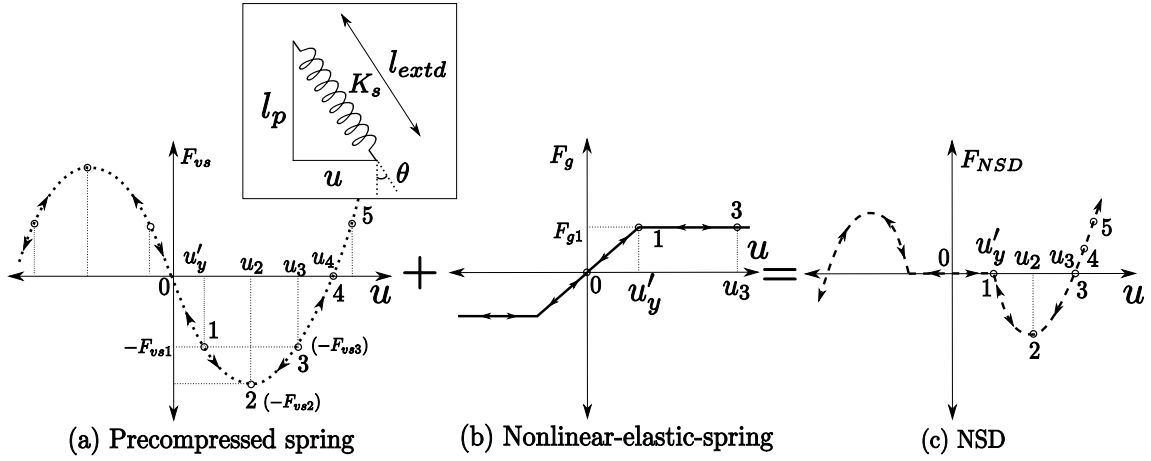 l_extd
K_s
l_p
u
θ
F_vs
u'_y
u_2
u_3
u_4
5
0
4
u
1
−F_vs1
3
(−F_vs3)
2 (−F_vs2)
+
F_g
F_g1
3
1
u
0
u'_y
u_3
=
F_NSD
0
u'_y
u_2
u_3
5
4
1
3
u
2
(a) Precompressed spring
(b) Nonlinear-elastic-spring
(c) NSD